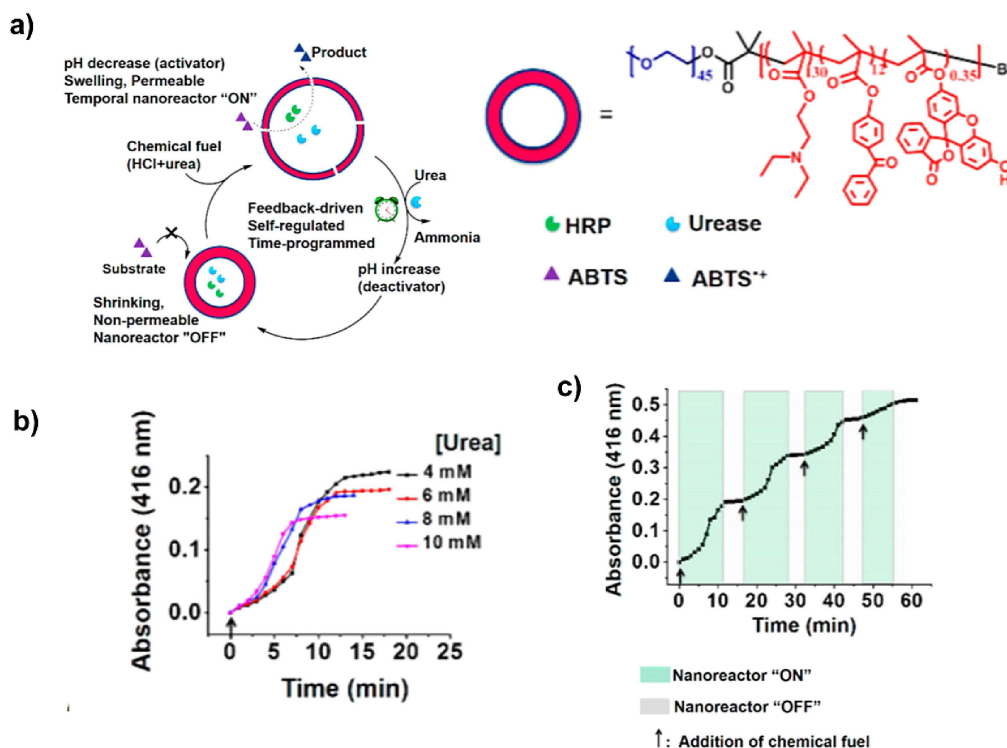 a)
Product
pH decrease (activator)
Swelling, Permeable
Temporal nanoreactor "ON"
ABTS
HRP
Chemical fuel
(HCl+urea)
Urea
Feedback-driven
Self-regulated
Time-programmed
Ammonia
Substrate
pH increase
(deactivator)
Shrinking,
Non-permeable
Nanoreactor "OFF"
=
O
45
O
O
30
12
0.35
B
O
O
O
O
O
O
N
O
O
O
O
O
H
HRP
Urease
ABTS
ABTS•+
b)
Absorbance (416 nm)
0.2
0.1
0.0
[Urea]
4 mM
6 mM
8 mM
10 mM
0 5 10 15 20 25
Time (min)
c)
Absorbance (416 nm)
0.5
0.4
0.3
0.2
0.1
0.0
0 10 20 30 40 50 60
Time (min)
Nanoreactor "ON"
Nanoreactor "OFF"
↑: Addition of chemical fuel